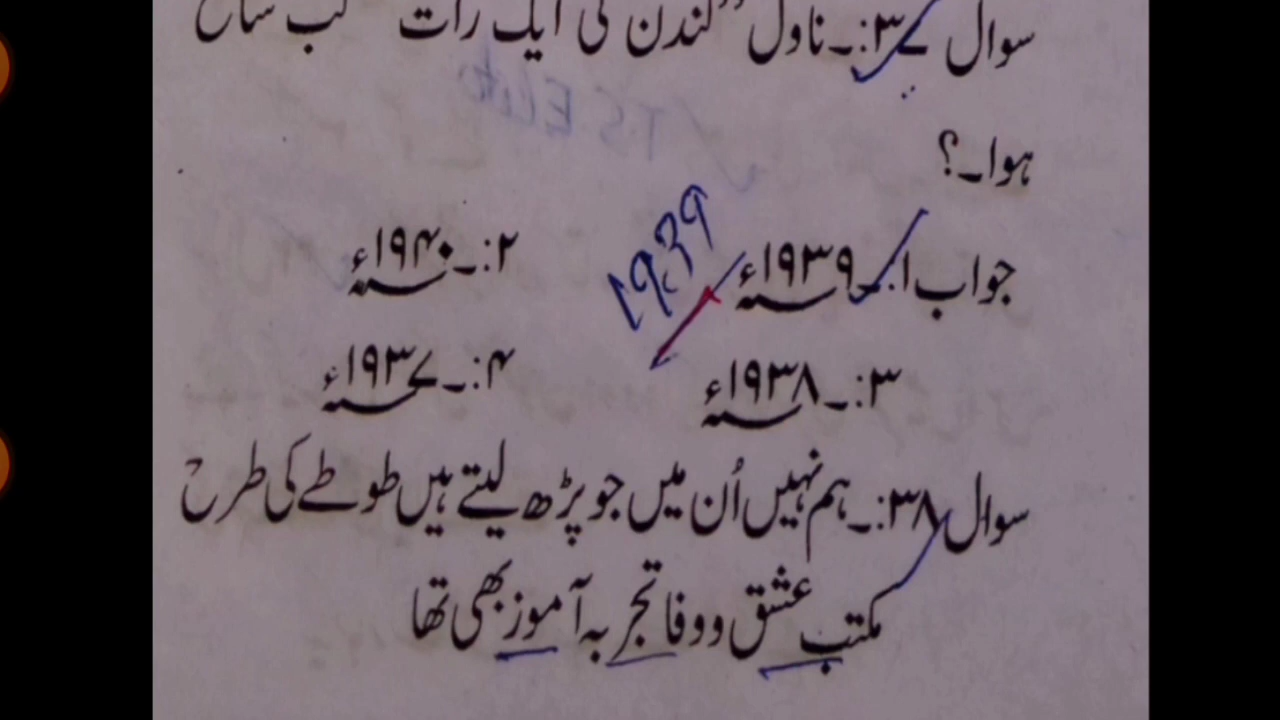 سوال ۳۷:۔ناول ”لندن کی ایک رات“ کب شائع
ہوا۔؟
جواب ا:۔۱۹۳۹ء ۲:۔۱۹۴۰ء
1939
۳:۔۱۹۳۸ء ۴:۔۱۹۳۷ء
سوال ۳۸:۔ہم نہیں اُن میں جو پڑھ لیتے ہیں طوطے کی طرح
مکتبِ عشق و وفا تجربہ آموز بھی تھا